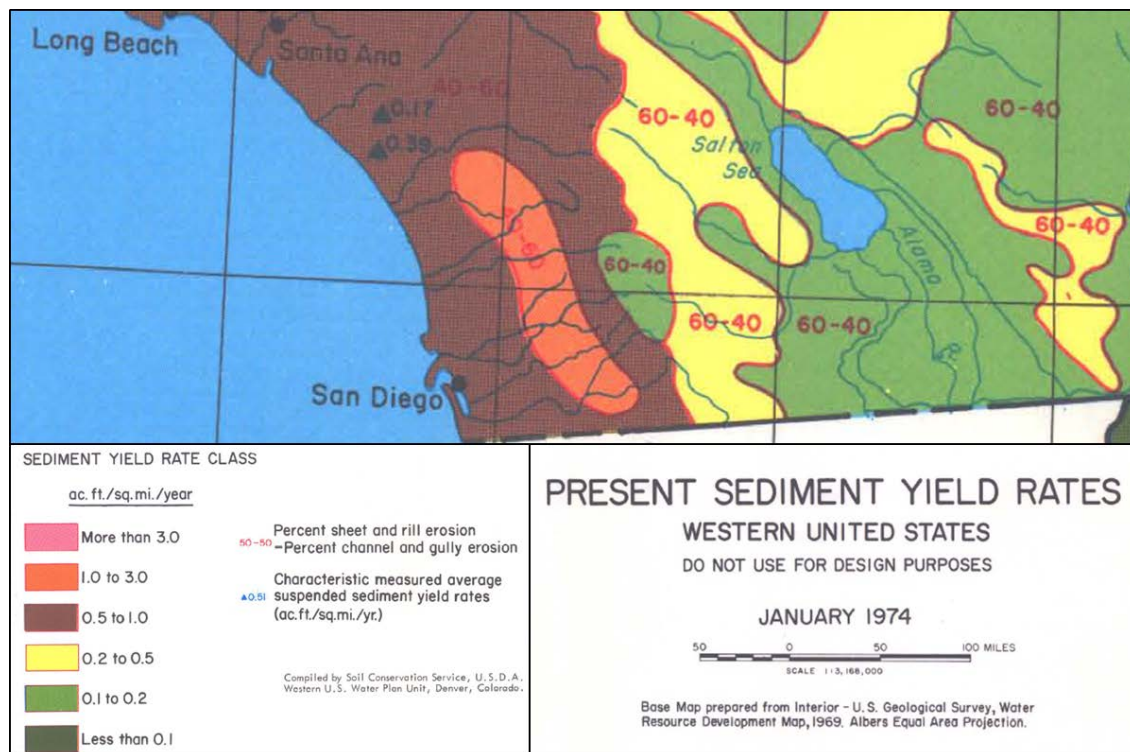 Long Beach
Santa Ana
40-60
0.17
0.39
60-40
60-40
Salton
Sea
60-40
60-40
Alamo
60-40
60-40
60-40
San Diego
SEDIMENT YIELD RATE CLASS
ac. ft./sq.mi./year
More than 3.0
1.0 to 3.0
0.5 to 1.0
0.2 to 0.5
0.1 to 0.2
Less than 0.1
50-50
Percent sheet and rill erosion
-Percent channel and gully erosion
0.51
Characteristic measured average
suspended sediment yield rates
(ac.ft./sq.mi./yr.)
Compiled by Soil Conservation Service, U.S.D.A.
Western U.S. Water Plan Unit, Denver, Colorado.
PRESENT SEDIMENT YIELD RATES
WESTERN UNITED STATES
DO NOT USE FOR DESIGN PURPOSES
JANUARY 1974
50 0 50 100 MILES
SCALE 1:3,168,000
Base Map prepared from Interior - U.S. Geological Survey, Water
Resource Development Map, 1969. Albers Equal Area Projection.